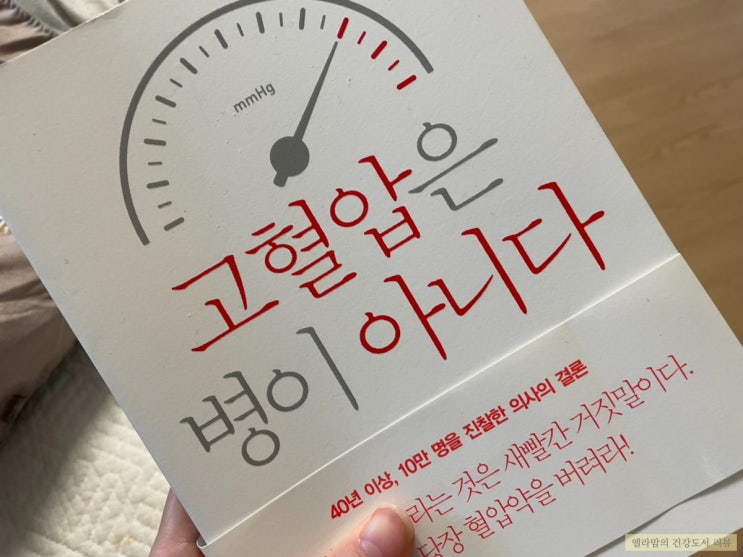 mmHg
고혈압은
병이 아니다
40년 이상, 10만 명을 진찰한 의사의 결론
라는 것은 새빨간 거짓말이다.
당장 혈압약을 버려라!
엘라맘의 건강도서 리뷰